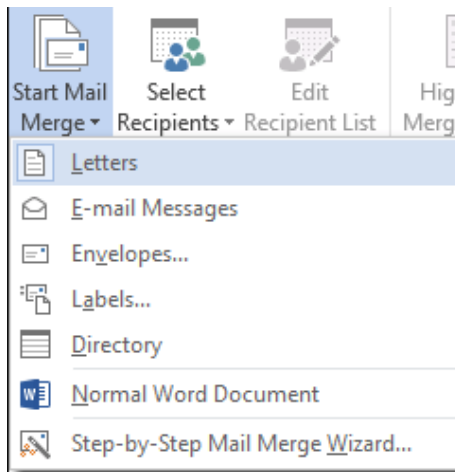 Start Mail Select Edit
Merge Recipients Recipient List
Letters
E-mail Messages
Envelopes...
Labels...
Directory
Normal Word Document
Step-by-Step Mail Merge Wizard...